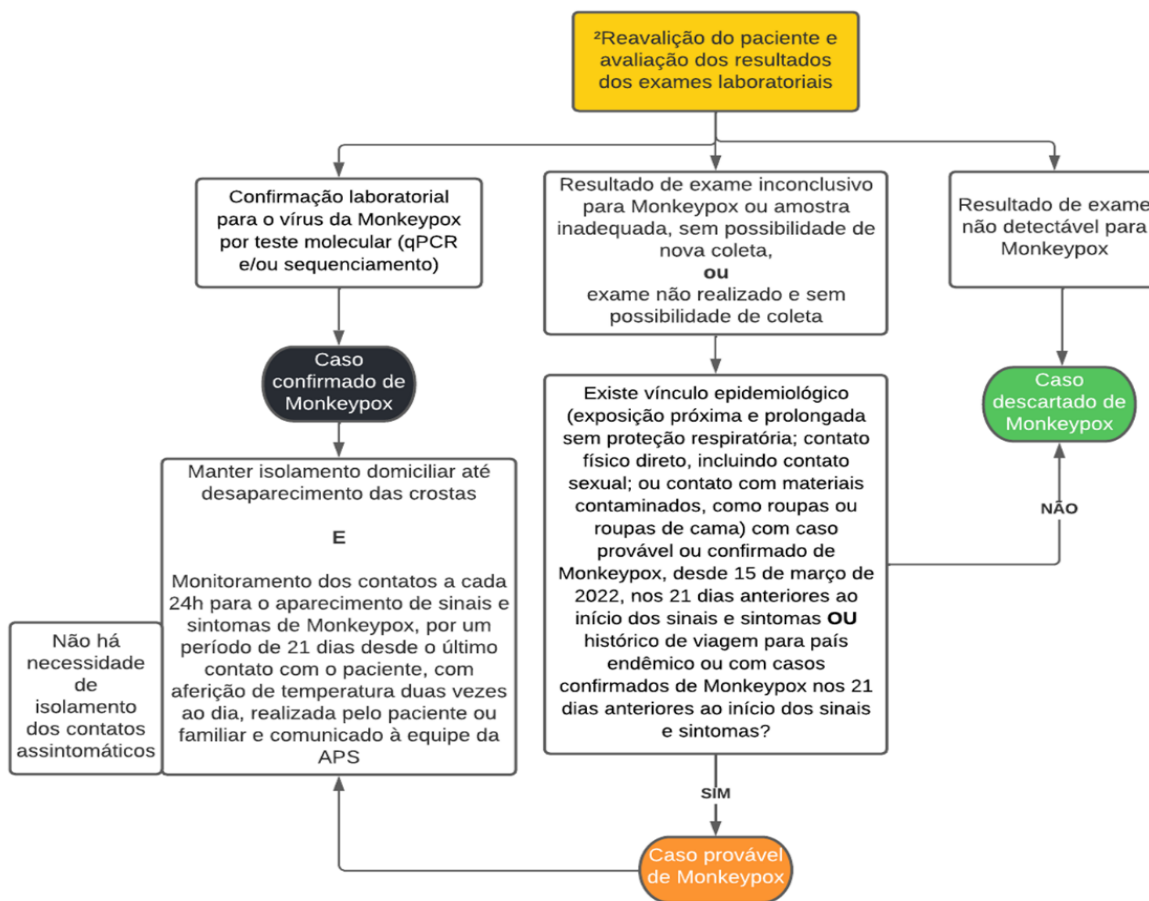 ²Reavalição do paciente e
avaliação dos resultados
dos exames laboratoriais
Confirmação laboratorial
para o vírus da Monkeypox
por teste molecular (qPCR
e/ou sequenciamento)
Resultado de exame inconclusivo
para Monkeypox ou amostra
inadequada, sem possibilidade de
nova coleta,
ou
exame não realizado e sem
possibilidade de coleta
Resultado de exame
não detectável para
Monkeypox
Caso
confirmado de
Monkeypox
Existe vínculo epidemiológico
(exposição próxima e prolongada
sem proteção respiratória; contato
físico direto, incluindo contato
sexual; ou contato com materiais
contaminados, como roupas ou
roupas de cama) com caso
provável ou confirmado de
Monkeypox, desde 15 de março de
2022, nos 21 dias anteriores ao
início dos sinais e sintomas OU
histórico de viagem para país
endêmico ou com casos
confirmados de Monkeypox nos 21
dias anteriores ao início dos sinais
e sintomas?
Caso
descartado de
Monkeypox
NÃO
Manter isolamento domiciliar até
desaparecimento das crostas
E
Monitoramento dos contatos a cada
24h para o aparecimento de sinais e
sintomas de Monkeypox, por um
período de 21 dias desde o último
contato com o paciente, com
aferição de temperatura duas vezes
ao dia, realizada pelo paciente ou
familiar e comunicado à equipe da
APS
Não há
necessidade
de
isolamento
dos contatos
assintomáticos
SIM
Caso provável
de Monkeypox